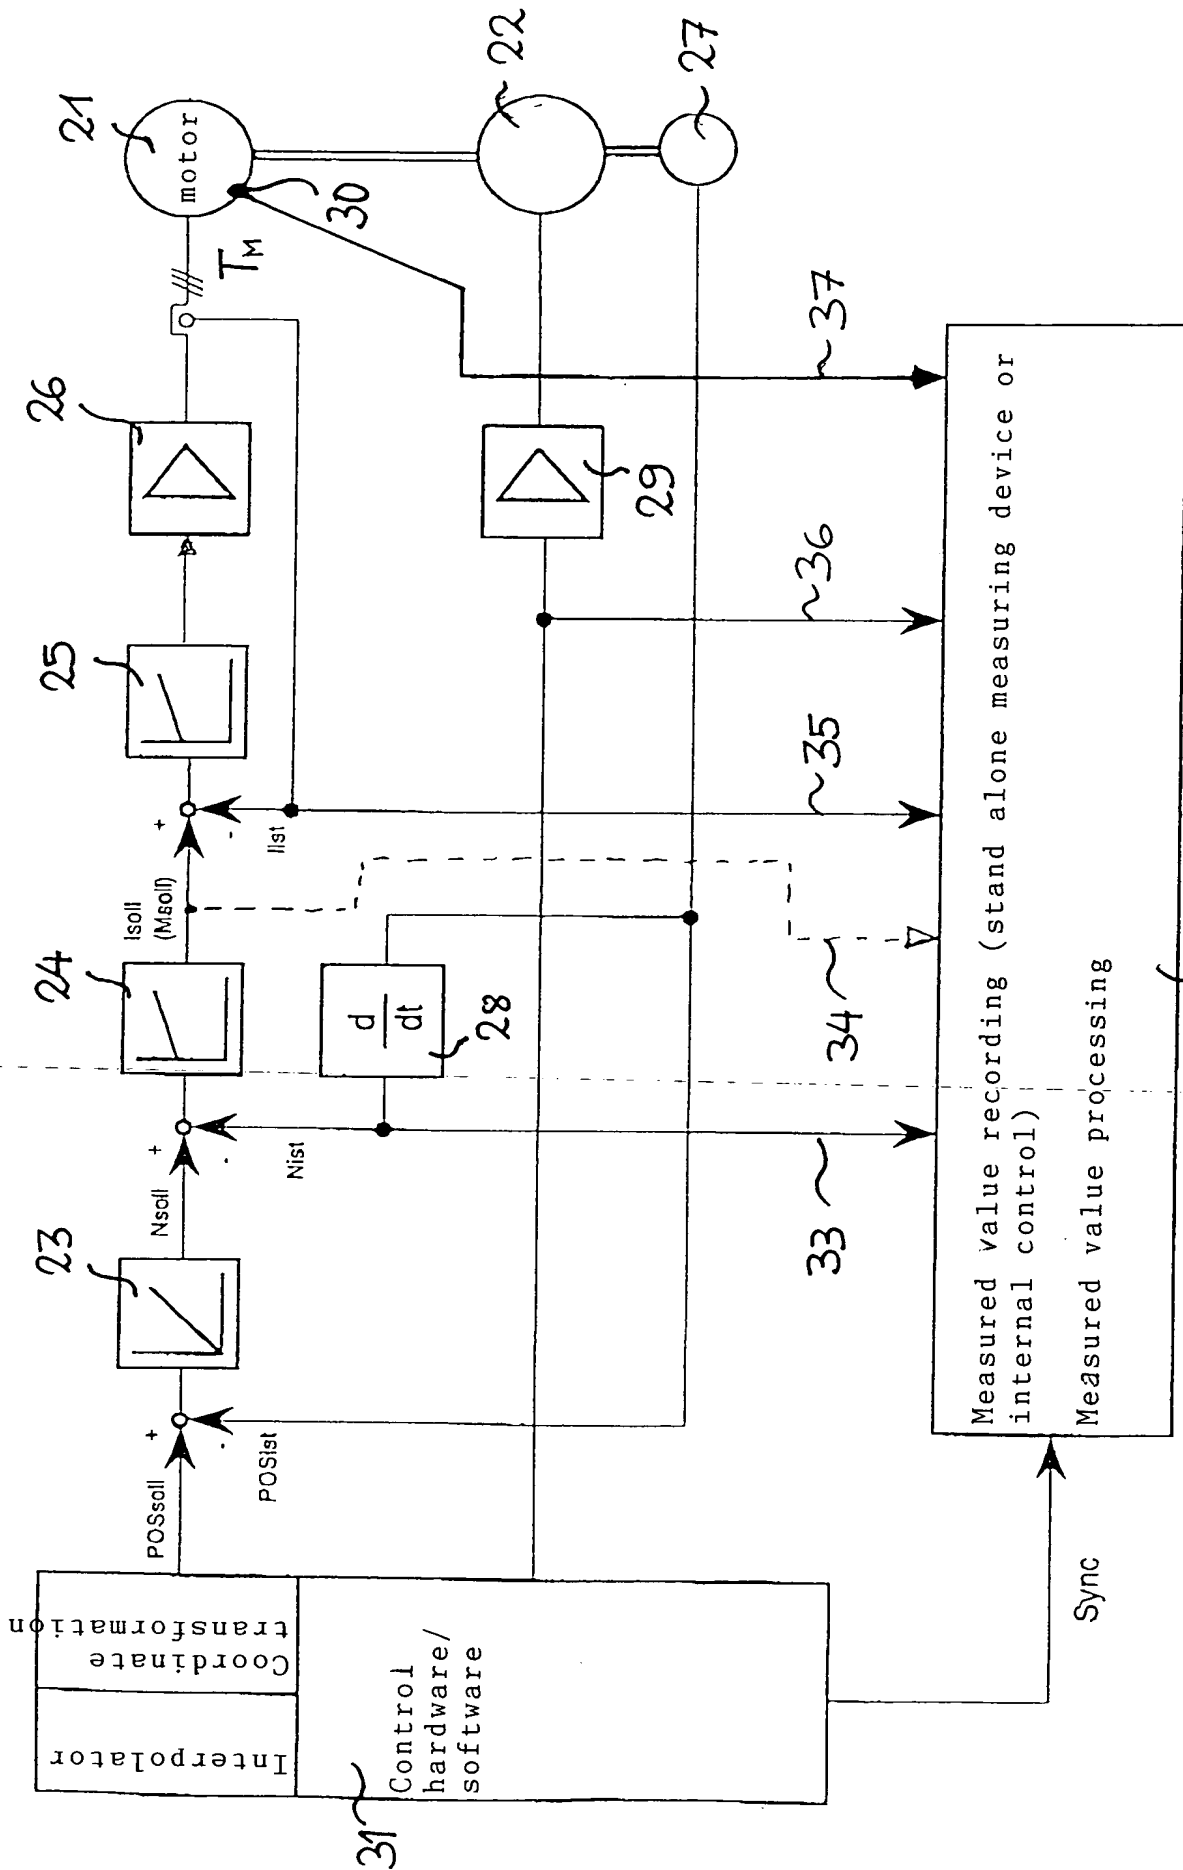 21
motor
22
27
30
TM
26
29
37
25
36
35
+
-
Iist
Isoll
(Msoll)
24
d
dt
28
34
+
-
Nist
Nsoll
23
33
+
-
POSist
POSsoll
Coordinate
transformation
Interpolator
Control
hardware/
software
31
Sync
Measured value recording (stand alone measuring device or
internal control)
Measured value processing